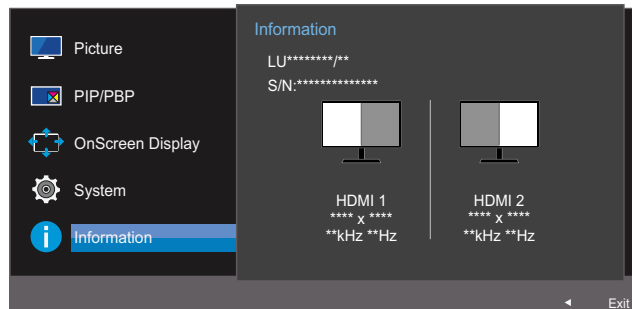 Picture
PIP/PBP
OnScreen Display
System
Information
Information
LU********/**
S/N:**************
HDMI 1
**** x ****
**kHz **Hz
HDMI 2
**** x ****
**kHz **Hz
Exit